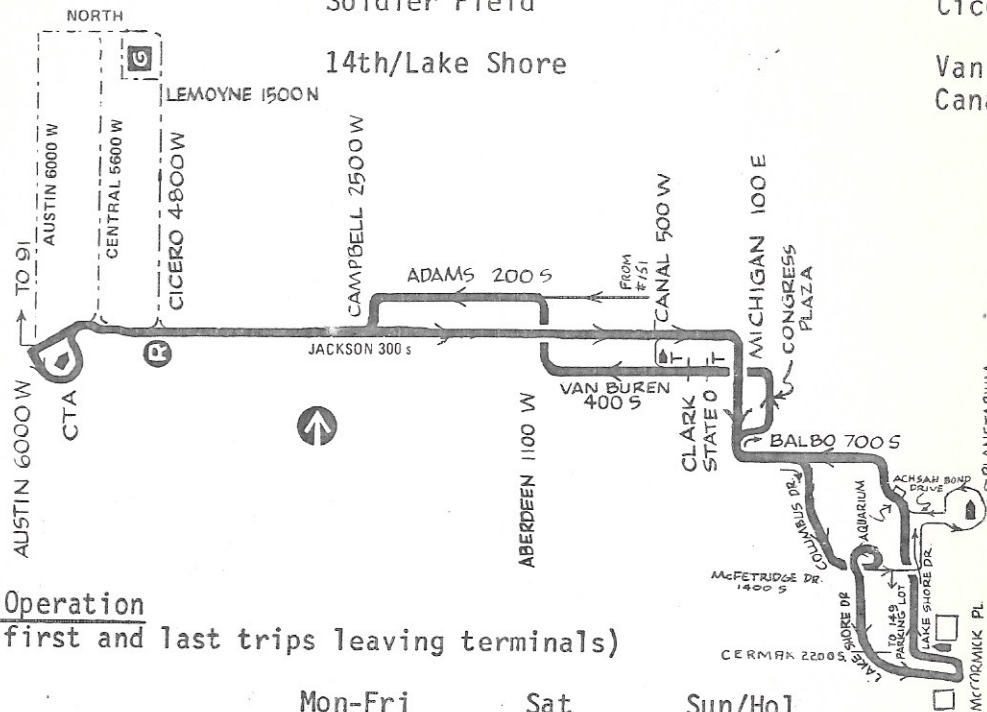 Soldier Field
NORTH
14th/Lake Shore
Van
Cana
G
LEMOYNE 1500 N
AUSTIN 6000 W
CENTRAL 5600 W
CICERO 4800 W
CAMPBELL 2500 W
TO 91
ADAMS 200 S
FROM #151
CANAL 500 W
MICHIGAN 100 E
CONGRESS PLAZA
R
JACKSON 300 S
CTA
AUSTIN 6000 W
T
T
VAN BUREN
400 S
ABERDEEN 1100 W
CLARK
STATE 0
BALBO 700 S
ACHSAH BOND
DRIVE
PLANETARIUM
AQUARIUM
COLUMBUS DR.
McFETRIDGE DR.
1400 S
LAKE SHORE DR
TO 149
PARKING LOT
LAKE SHORE DR.
CERMAK 2200 S.
McCORMICK PL.
Operation
first and last trips leaving terminals)
Mon-Fri Sat Sun/Hol